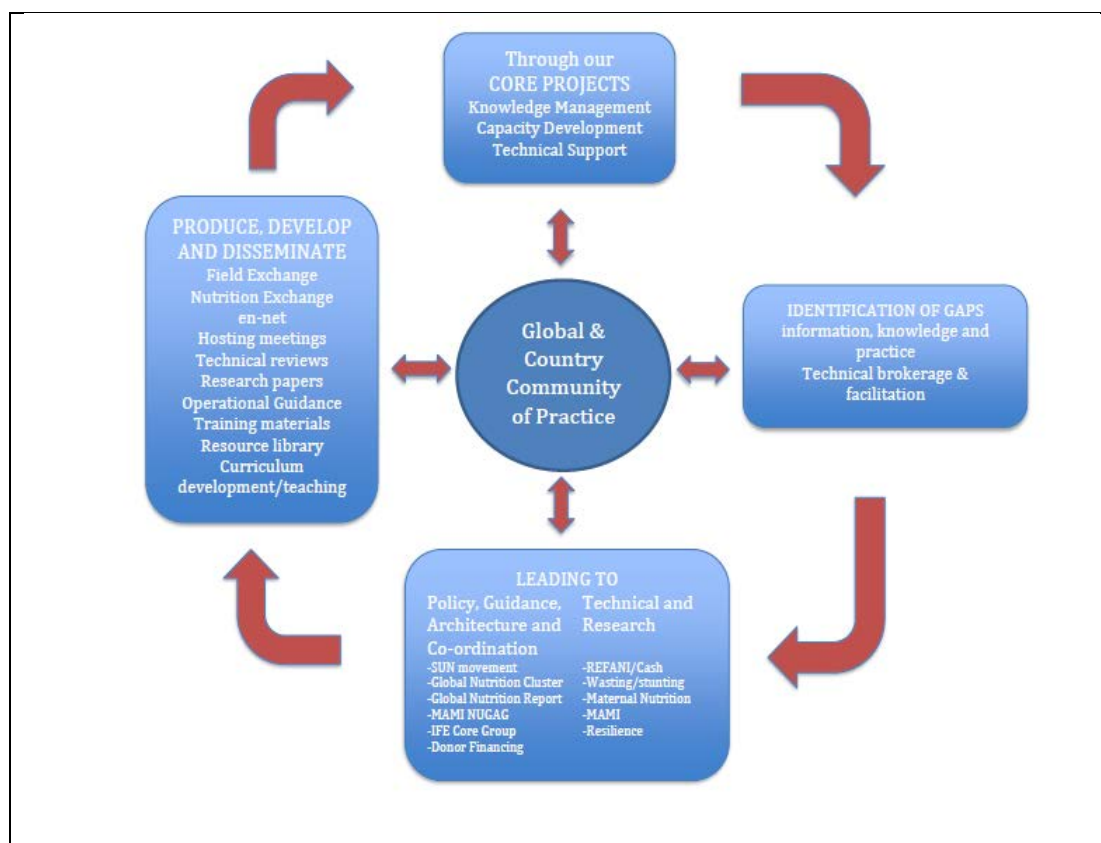 Through our
CORE PROJECTS
Knowledge Management
Capacity Development
Technical Support
PRODUCE, DEVELOP
AND DISSEMINATE
Field Exchange
Nutrition Exchange
en-net
Hosting meetings
Technical reviews
Research papers
Operational Guidance
Training materials
Resource library
Curriculum
development/teaching
Global &
Country
Community
of Practice
IDENTIFICATION OF GAPS
information, knowledge and
practice
Technical brokerage &
facilitation
LEADING TO
Policy, Guidance,
Architecture and
Co-ordination
-SUN movement
-Global Nutrition Cluster
-Global Nutrition Report
-MAMI NUGAG
-IFE Core Group
-Donor Financing
Technical and
Research
-REFANI/Cash
-Wasting/stunting
-Maternal Nutrition
-MAMI
-Resilience